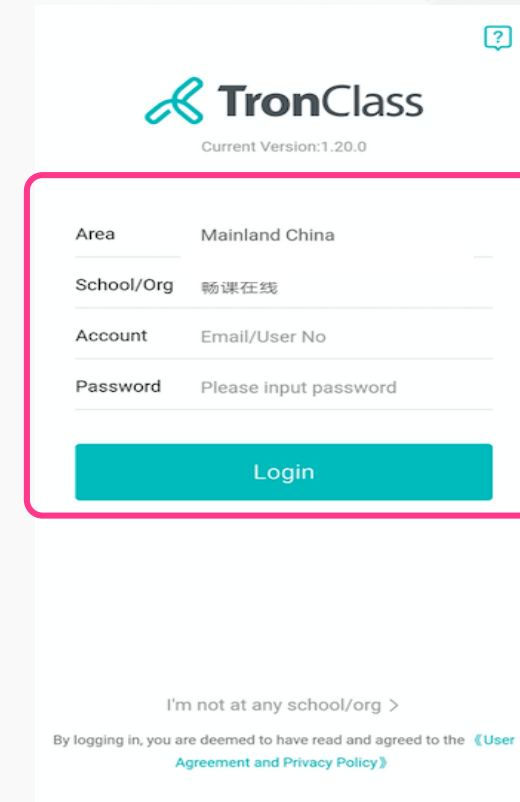 ?
TronClass
Current Version:1.20.0
Area Mainland China
School/Org 畅课在线
Account Email/User No
Password Please input password
Login
I'm not at any school/org >
By logging in, you are deemed to have read and agreed to the 《User
Agreement and Privacy Policy》